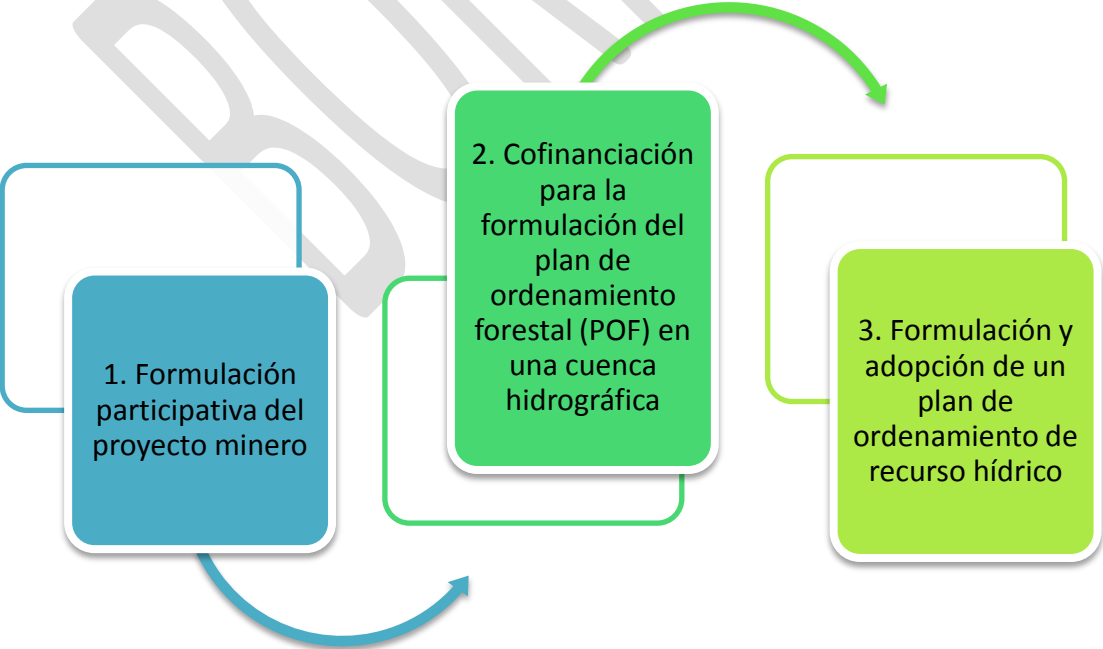 1. Formulación
participativa del
proyecto minero
2. Cofinanciación
para la
formulación del
plan de
ordenamiento
forestal (POF) en
una cuenca
hidrográfica
3. Formulación y
adopción de un
plan de
ordenamiento de
recurso hídrico